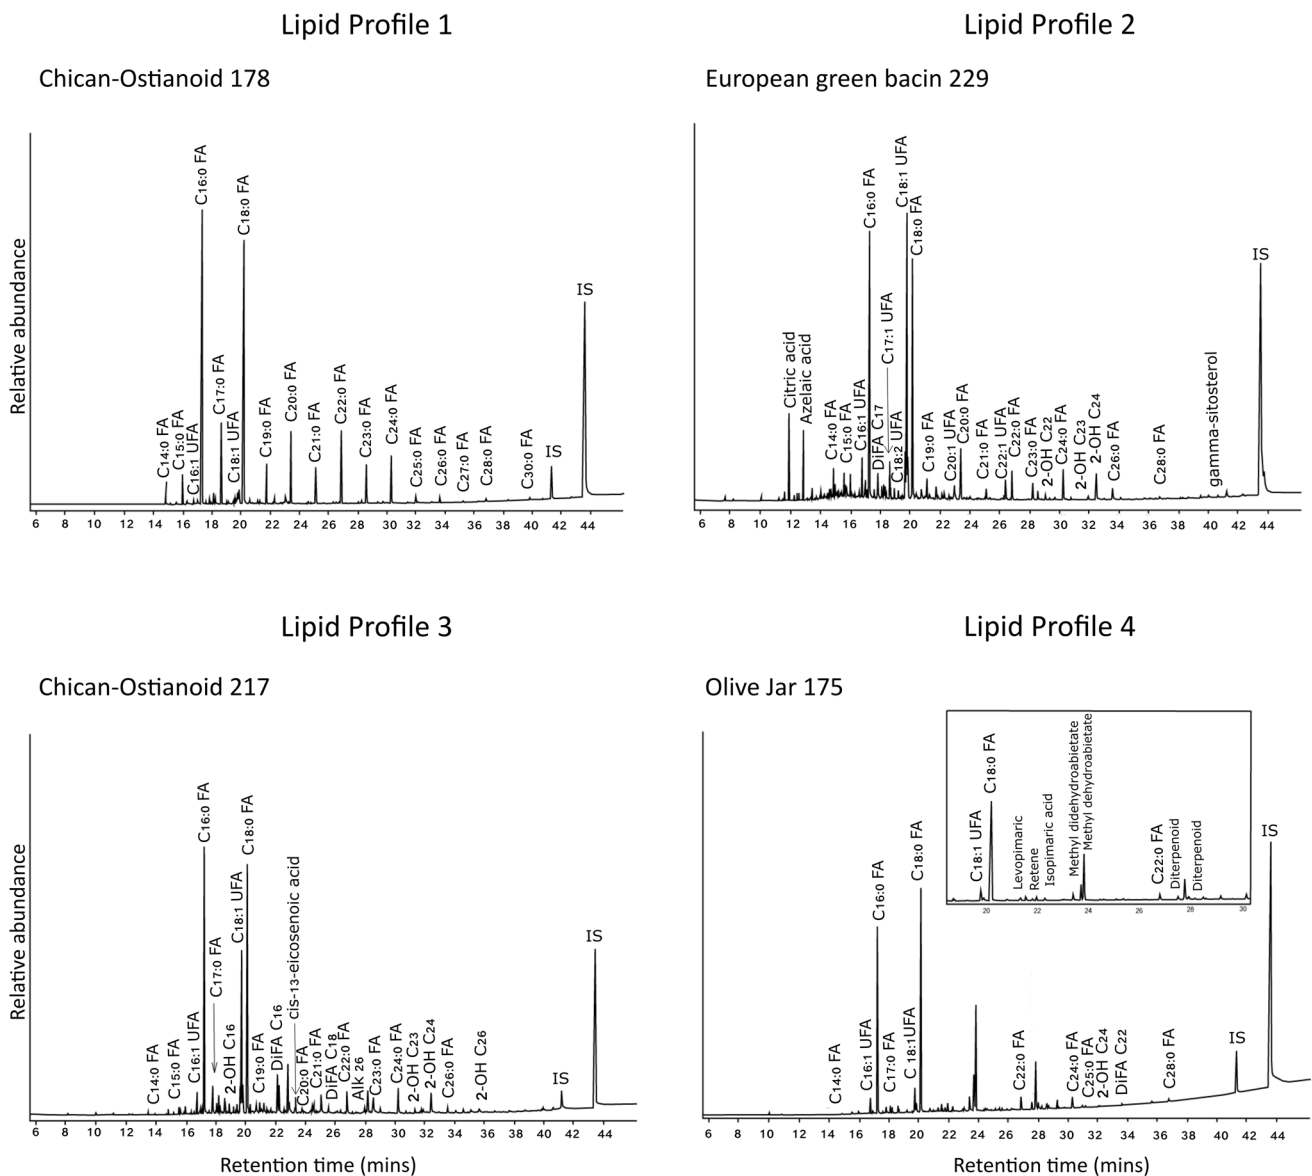 Lipid Profile 1
Chican-Ostianoid 178
Relative abundance
C14:0 FA
C15:0 FA
C16:1 UFA
C16:0 FA
C17:0 FA
C18:1 UFA
C18:0 FA
C19:0 FA
C20:0 FA
C21:0 FA
C22:0 FA
C23:0 FA
C24:0 FA
C25:0 FA
C26:0 FA
C27:0 FA
C28:0 FA
C30:0 FA
IS
IS
6 8 10 12 14 16 18 20 22 24 26 28 30 32 34 36 38 40 42 44
Lipid Profile 2
European green bacin 229
Citric acid
Azelaic acid
C14:0 FA
C15:0 FA
C16:1 UFA
C16:0 FA
DiFA C17
C17:1 UFA
C18:2 UFA
C18:1 UFA
C18:0 FA
C19:0 FA
C20:1 UFA
C20:0 FA
C21:0 FA
C22:1 UFA
C22:0 FA
C23:0 FA
2-OH C22
C24:0 FA
2-OH C23
2-OH C24
C26:0 FA
C28:0 FA
gamma-sitosterol
IS
6 8 10 12 14 16 18 20 22 24 26 28 30 32 34 36 38 40 42 44
Lipid Profile 3
Chican-Ostianoid 217
Relative abundance
C14:0 FA
C15:0 FA
C16:1 UFA
C16:0 FA
C17:0 FA
2-OH C16
C18:1 UFA
C18:0 FA
C19:0 FA
DiFA C16
cis-13-eicosenoic acid
C20:0 FA
C21:0 FA
DiFA C18
C22:0 FA
Alk 26
C23:0 FA
C24:0 FA
2-OH C23
2-OH C24
C26:0 FA
2-OH C26
IS
IS
6 8 10 12 14 16 18 20 22 24 26 28 30 32 34 36 38 40 42 44
Retention time (mins)
Lipid Profile 4
Olive Jar 175
C18:1 UFA
C18:0 FA
Levopimaric
Retene
Isopimaric acid
Methyl didehydroabietate
Methyl dehydroabietate
C22:0 FA
Diterpenoid
Diterpenoid
20 22 24 26 28 30
C14:0 FA
C16:1 UFA
C16:0 FA
C17:0 FA
C18:1UFA
C18:0 FA
C22:0 FA
C24:0 FA
C25:0 FA
2-OH C24
DiFA C22
C28:0 FA
IS
IS
6 8 10 12 14 16 18 20 22 24 26 28 30 32 34 36 38 40 42 44
Retention time (mins)